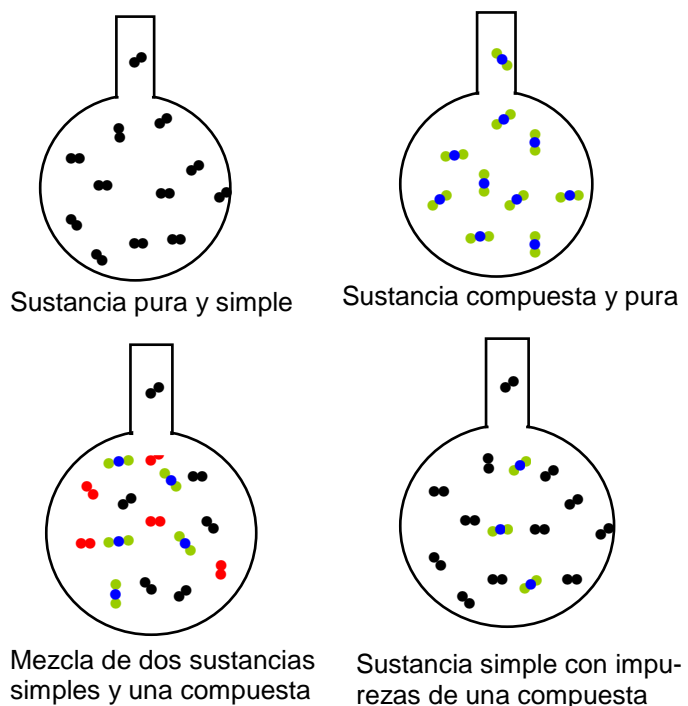 Sustancia pura y simple
Sustancia compuesta y pura
Mezcla de dos sustancias
simples y una compuesta
Sustancia simple con impu-
rezas de una compuesta